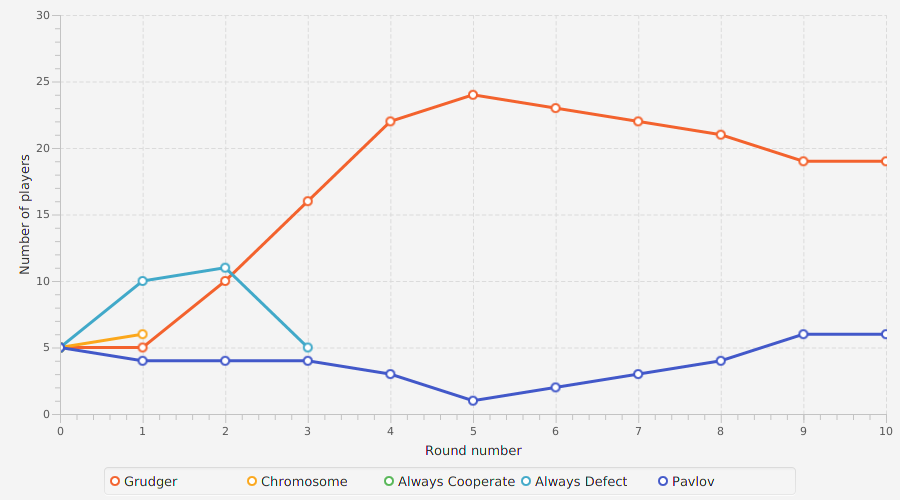 30
25
20
15
10
5
0
Number of players
0 1 2 3 4 5 6 7 8 9 10
Round number
Grudger Chromosome Always Cooperate Always Defect Pavlov